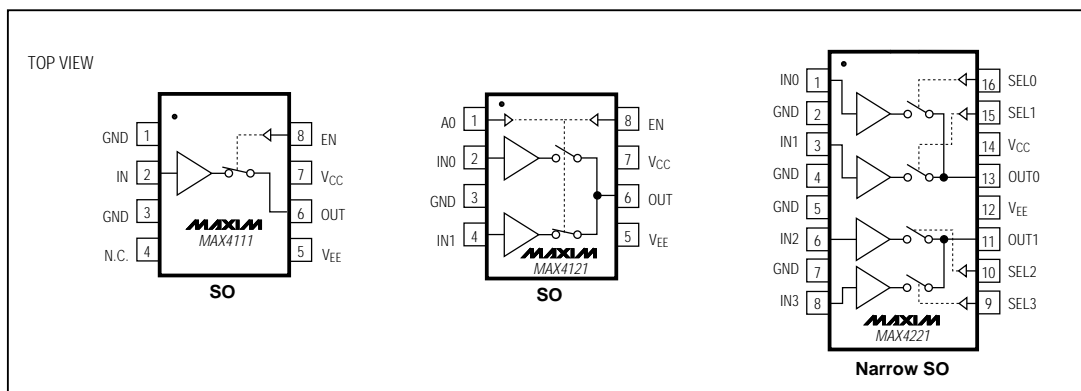 TOP VIEW
GND 1
IN 2
GND 3
N.C. 4
8 EN
7 VCC
6 OUT
5 VEE
MAXIM
MAX4111
SO
A0 1
IN0 2
GND 3
IN1 4
8 EN
7 VCC
6 OUT
5 VEE
MAXIM
MAX4121
SO
IN0 1
GND 2
IN1 3
GND 4
GND 5
IN2 6
GND 7
IN3 8
16 SEL0
15 SEL1
14 VCC
13 OUT0
12 VEE
11 OUT1
10 SEL2
9 SEL3
MAXIM
MAX4221
Narrow SO